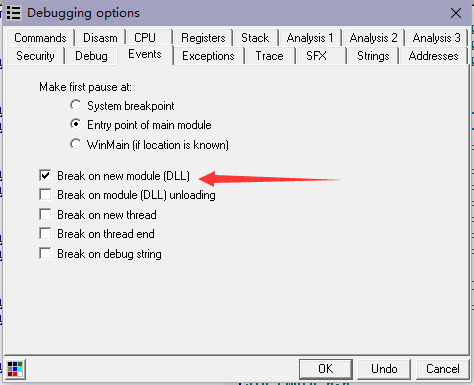 Debugging options
Commands Disasm CPU Registers Stack Analysis 1 Analysis 2 Analysis 3
Security Debug Events Exceptions Trace SFX Strings Addresses
Make first pause at:
System breakpoint
Entry point of main module
WinMain (if location is known)
Break on new module (DLL)
Break on module (DLL) unloading
Break on new thread
Break on thread end
Break on debug string
OK Undo Cancel